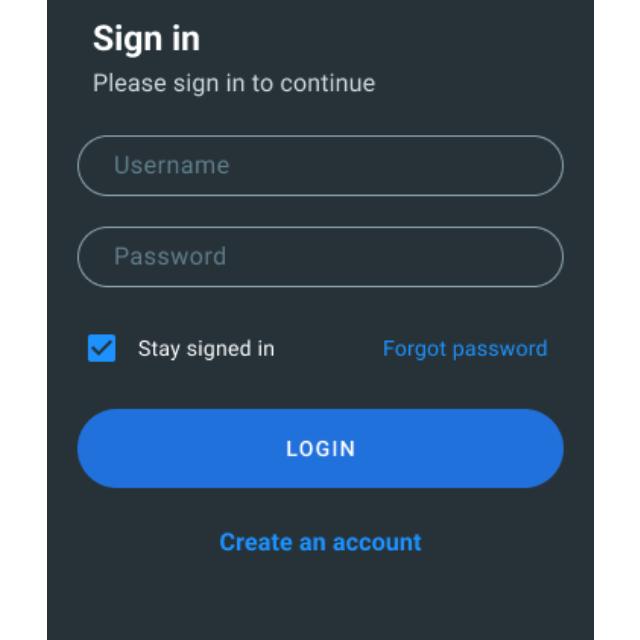 Sign in
Please sign in to continue
Username
Password
Stay signed in
Forgot password
LOGIN
Create an account